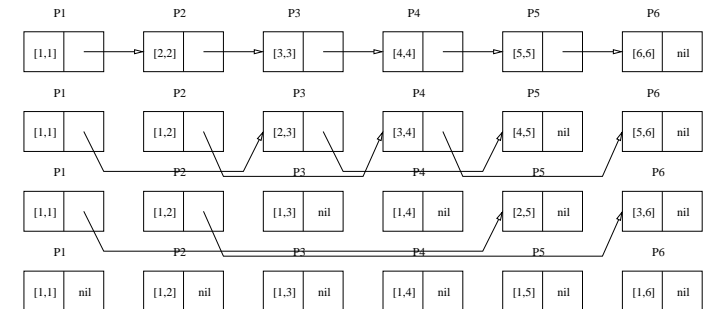 P1 P2 P3 P4 P5 P6
[1,1] [2,2] [3,3] [4,4] [5,5] [6,6] nil
P1 P2 P3 P4 P5 P6
[1,1] [1,2] [2,3] [3,4] [4,5] nil [5,6] nil
P1 P2 P3 P4 P5 P6
[1,1] [1,2] [1,3] nil [1,4] nil [2,5] nil [3,6] nil
P1 P2 P3 P4 P5 P6
[1,1] nil [1,2] nil [1,3] nil [1,4] nil [1,5] nil [1,6] nil